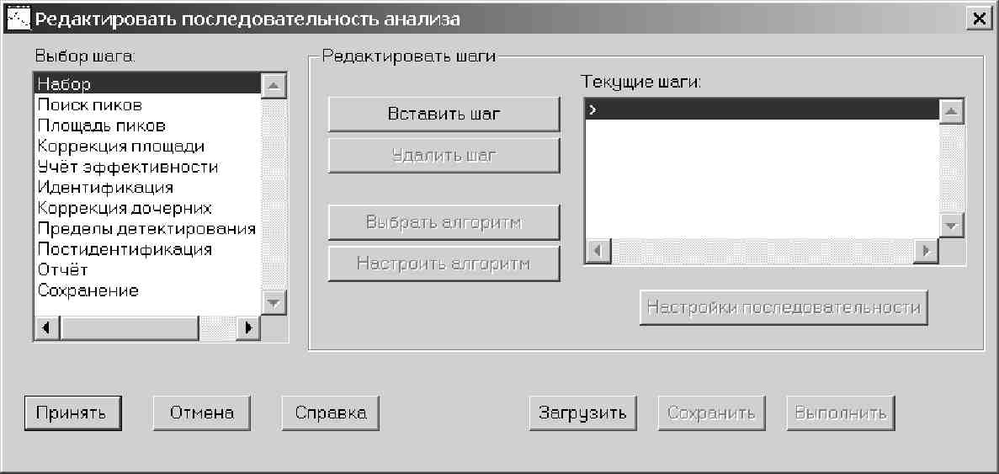 Редактировать последовательность анализа
Выбор шага:
Набор
Поиск пиков
Площадь пиков
Коррекция площади
Учёт эффективности
Идентификация
Коррекция дочерних
Пределы детектирования
Постидентификация
Отчёт
Сохранение
Редактировать шаги
Вставить шаг
Удалить шаг
Выбрать алгоритм
Настроить алгоритм
Текущие шаги:
>
Настройки последовательности
Принять
Отмена
Справка
Загрузить
Сохранить
Выполнить